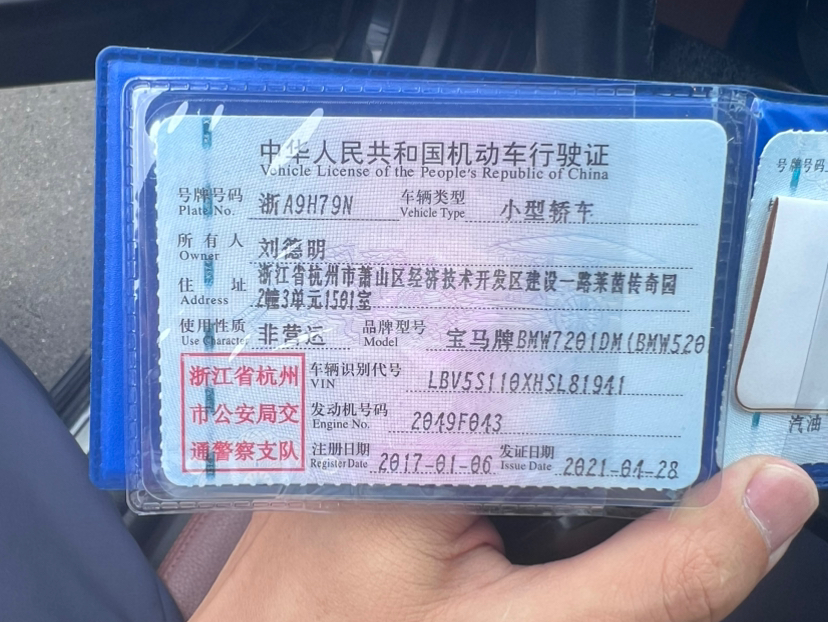 中华人民共和国机动车行驶证
Vehicle License of the People's Republic of China
号牌号码 浙A9H79N 车辆类型 小型轿车
Plate No. Vehicle Type
所有人 刘德明
Owner
住址 浙江省杭州市萧山区经济技术开发区建设一路莱茵传奇园
Address 2幢3单元1501室
使用性质 非营运 品牌型号 宝马牌BMW7201DM(BMW520
Use Character Model
浙江省杭州
市公安局交
通警察支队
车辆识别代号 LBV5S110XHSL81941
VIN
发动机号码 2049F043
Engine No.
注册日期 2017-01-06 发证日期 2021-04-28
Register Date Issue Date
号牌号码
汽油